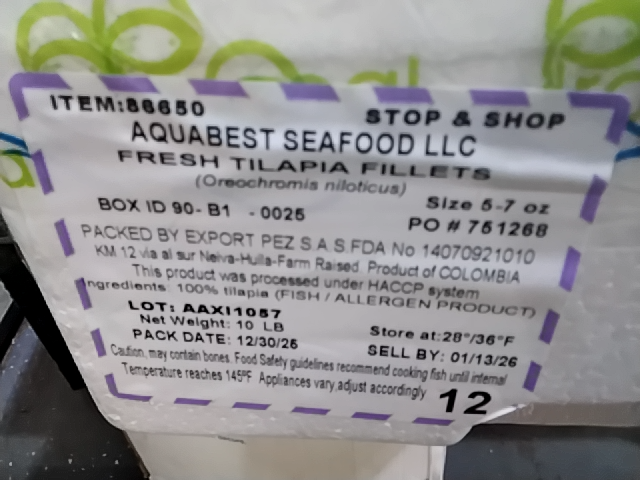 ITEM:86650 STOP & SHOP
AQUABEST SEAFOOD LLC
FRESH TILAPIA FILLETS
(Oreochromis niloticus)
Size 5-7 oz
BOX ID 90- B1 - 0025
PO # 751268
PACKED BY EXPORT PEZ S.A.S.FDA No 14070921010
KM 12 via al sur Neiva-Huila-Farm Raised. Product of COLOMBIA
This product was processed under HACCP system
Ingredients: 100% tilapia (FISH / ALLERGEN PRODUCT)
LOT: AAXI1057
Net Weight: 10 LB
Store at:28°/36°F
PACK DATE: 12/30/25
SELL BY: 01/13/26
Caution, may contain bones. Food Safety guidelines recommend cooking fish until internal
Temperature reaches 145ºF Appliances vary,adjust accordingly
12